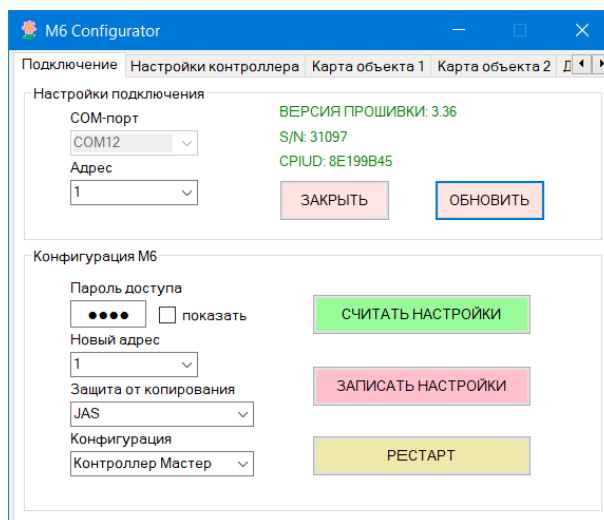 M6 Configurator
Подключение Настройки контроллера Карта объекта 1 Карта объекта 2
Настройки подключения
COM-порт
COM12
Адрес
1
ВЕРСИЯ ПРОШИВКИ: 3.36
S/N: 31097
CPIUD: 8E199B45
ЗАКРЫТЬ ОБНОВИТЬ
Конфигурация М6
Пароль доступа
●●●● показать
Новый адрес
1
Защита от копирования
JAS
Конфигурация
Контроллер Мастер
СЧИТАТЬ НАСТРОЙКИ
ЗАПИСАТЬ НАСТРОЙКИ
РЕСТАРТ